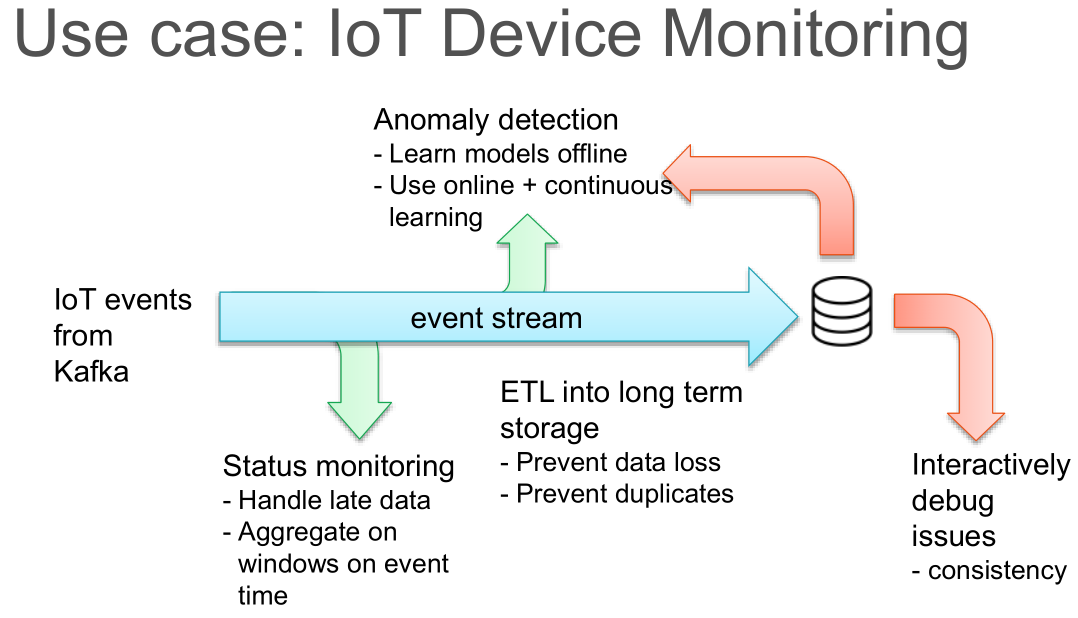 Use case: IoT Device Monitoring
Anomaly detection
- Learn models offline
- Use online + continuous
learning
IoT events
from
Kafka
event stream
ETL into long term
storage
- Prevent data loss
- Prevent duplicates
Status monitoring
- Handle late data
- Aggregate on
windows on event
time
Interactively
debug
issues
- consistency